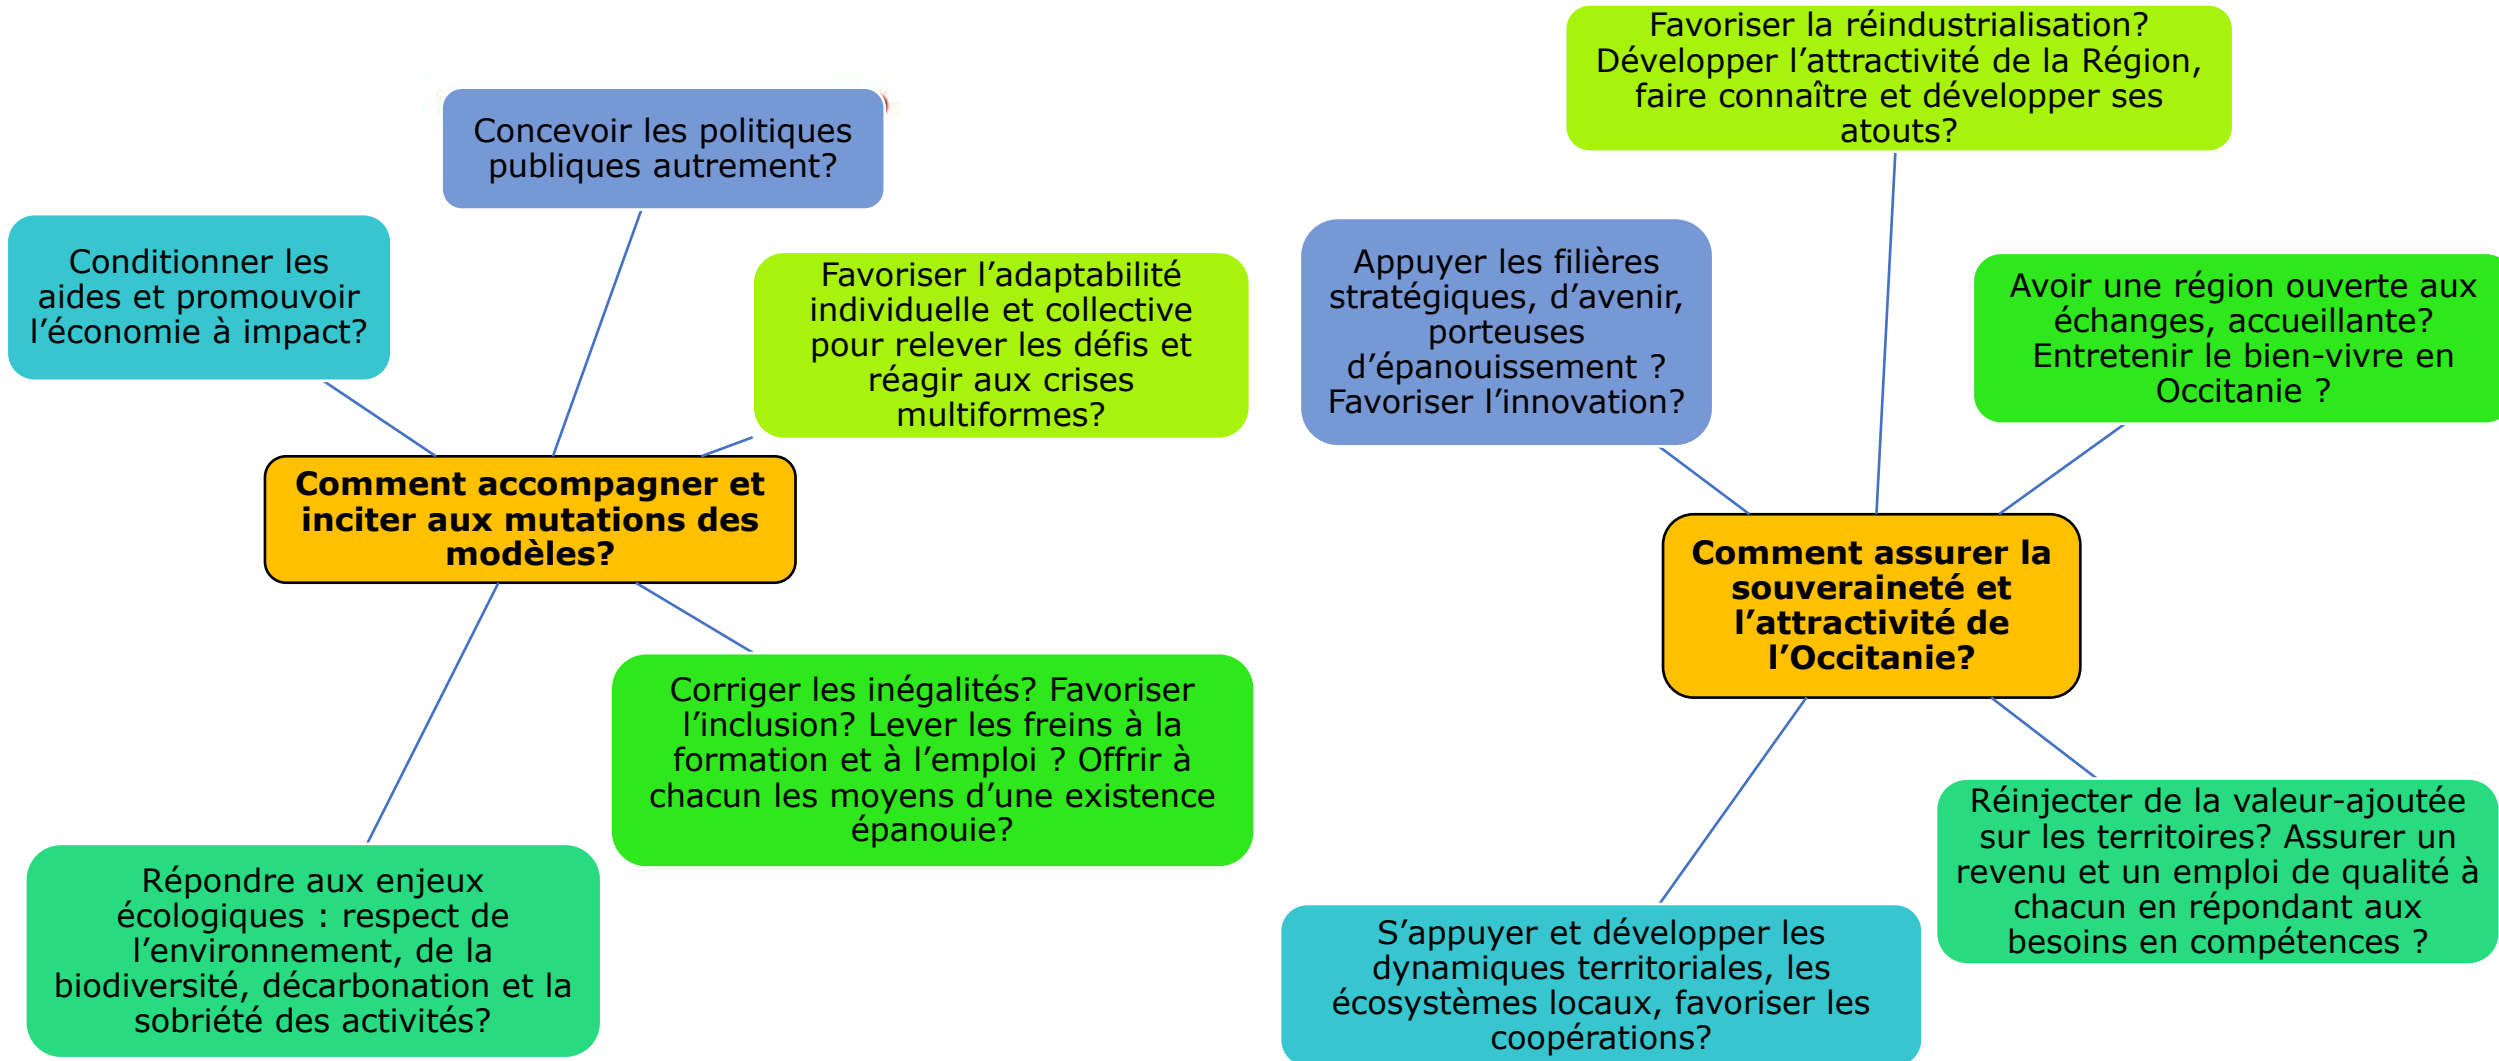 Concevoir les politiques
publiques autrement?
Conditionner les
aides et promouvoir
l’économie à impact?
Favoriser l’adaptabilité
individuelle et collective
pour relever les défis et
réagir aux crises
multiformes?
Comment accompagner et
inciter aux mutations des
modèles?
Corriger les inégalités? Favoriser
l’inclusion? Lever les freins à la
formation et à l’emploi ? Offrir à
chacun les moyens d’une existence
épanouie?
Répondre aux enjeux
écologiques : respect de
l’environnement, de la
biodiversité, décarbonation et la
sobriété des activités?
Favoriser la réindustrialisation?
Développer l’attractivité de la Région,
faire connaître et développer ses
atouts?
Appuyer les filières
stratégiques, d’avenir,
porteuses
d’épanouissement ?
Favoriser l’innovation?
Avoir une région ouverte aux
échanges, accueillante?
Entretenir le bien-vivre en
Occitanie ?
Comment assurer la
souveraineté et
l’attractivité de
l’Occitanie?
Réinjecter de la valeur-ajoutée
sur les territoires? Assurer un
revenu et un emploi de qualité à
chacun en répondant aux
besoins en compétences ?
S’appuyer et développer les
dynamiques territoriales, les
écosystèmes locaux, favoriser les
coopérations?